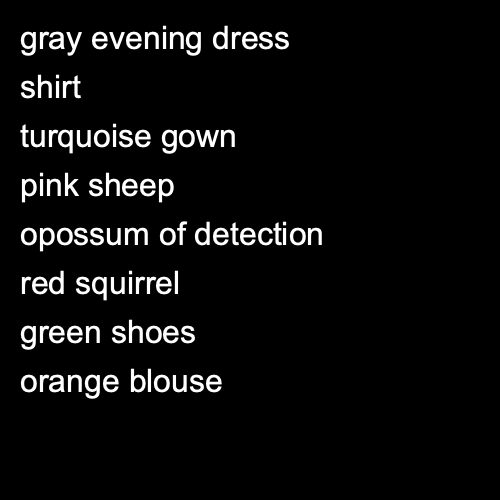 gray evening dress
shirt
turquoise gown
pink sheep
opossum of detection
red squirrel
green shoes
orange blouse